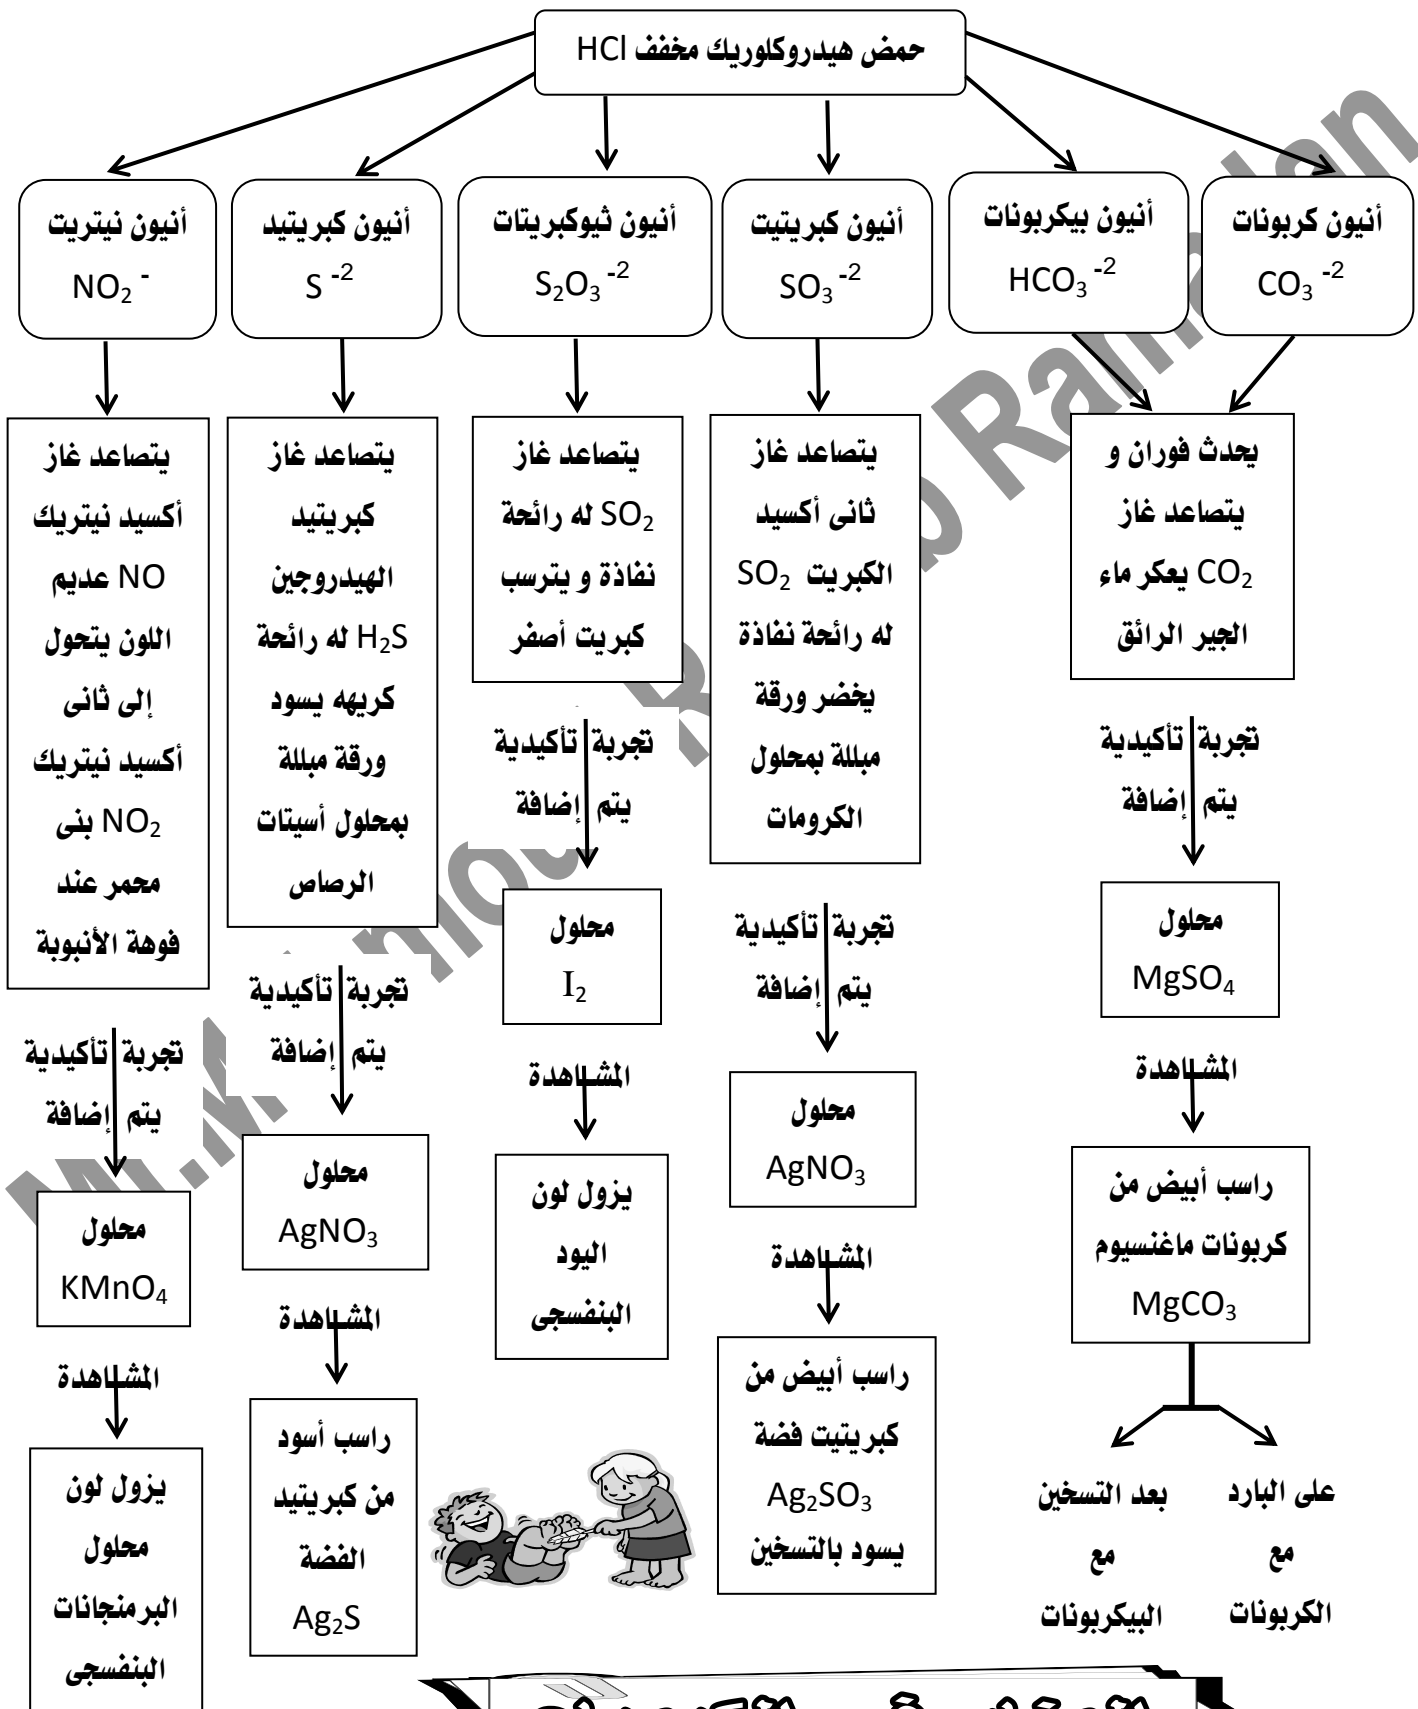 حمض هيدروكلوريك مخفف HCl
أنيون كربونات
CO₃ ⁻²
أنيون بيكربونات
HCO₃ ⁻²
أنيون كبريتيت
SO₃ ⁻²
أنيون ثيوكبريتات
S₂O₃ ⁻²
أنيون كبريتيد
S ⁻²
أنيون نيتريت
NO₂ ⁻
يحدث فوران و
يتصاعد غاز
CO₂ يعكر ماء
الجير الرائق
تجربة تأكيدية
يتم إضافة
محلول
MgSO₄
المشاهدة
راسب أبيض من
كربونات ماغنسيوم
MgCO₃
على البارد
مع
الكربونات
بعد التسخين
مع
البيكربونات
يتصاعد غاز
ثانى أكسيد
الكبريت SO₂
له رائحة نفاذة
يخضر ورقة
مبللة بمحلول
الكرومات
تجربة تأكيدية
يتم إضافة
محلول
AgNO₃
المشاهدة
راسب أبيض من
كبريتيت فضة
Ag₂SO₃
يسود بالتسخين
يتصاعد غاز
SO₂ له رائحة
نفاذة و يترسب
كبريت أصفر
تجربة تأكيدية
يتم إضافة
محلول
I₂
المشاهدة
يزول لون
اليود
البنفسجى
يتصاعد غاز
كبريتيد
الهيدروجين
H₂S له رائحة
كريهه يسود
ورقة مبللة
بمحلول أسيتات
الرصاص
تجربة تأكيدية
يتم إضافة
محلول
AgNO₃
المشاهدة
راسب أسود
من كبريتيد
الفضة
Ag₂S
يتصاعد غاز
أكسيد نيتريك
NO عديم
اللون يتحول
إلى ثانى
أكسيد نيتريك
NO₂ بنى
محمر عند
فوهة الأنبوبة
تجربة تأكيدية
يتم إضافة
محلول
KMnO₄
المشاهدة
يزول لون
محلول
البرمنجانات
البنفسجى